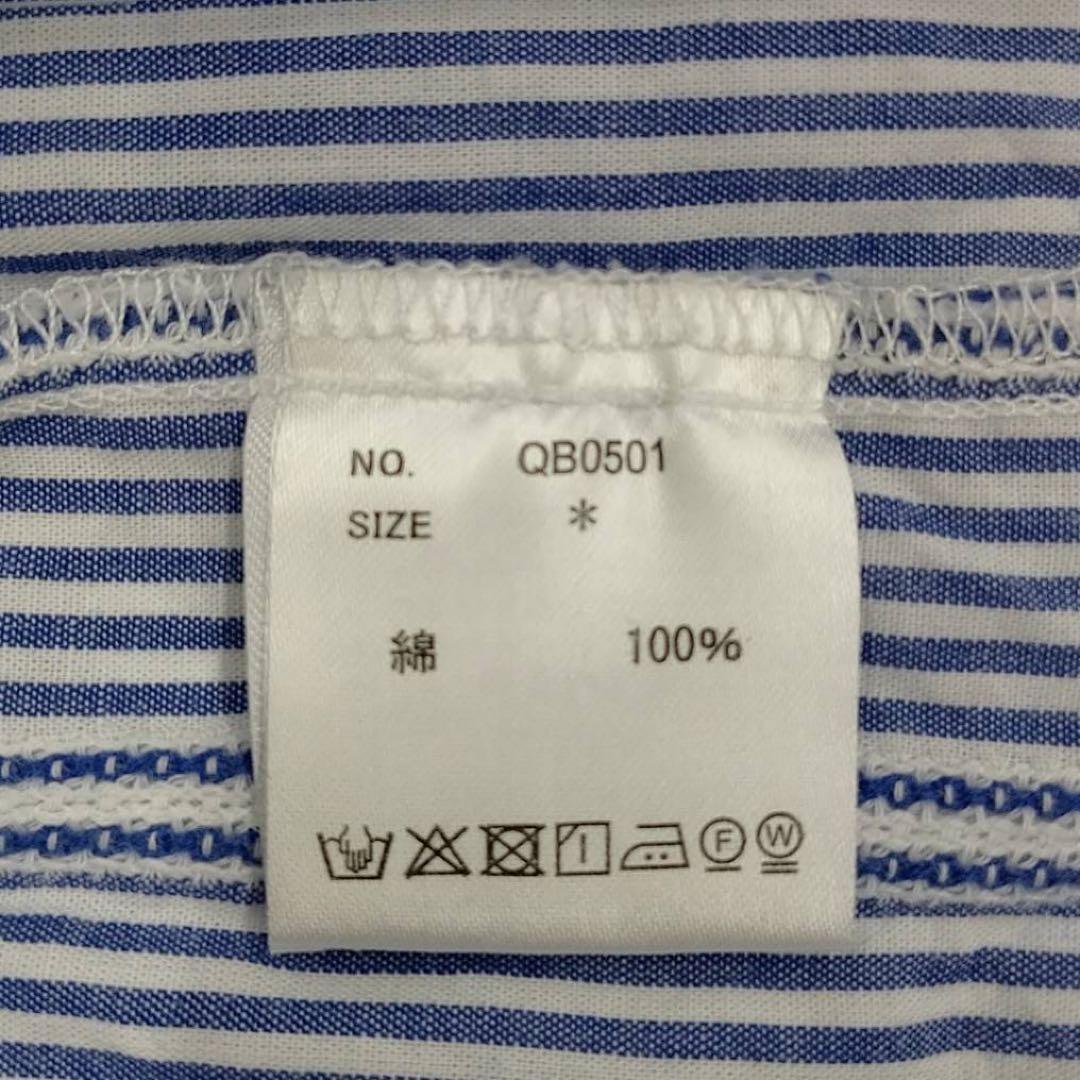 NO. QB0501
SIZE *
綿 100%
F W